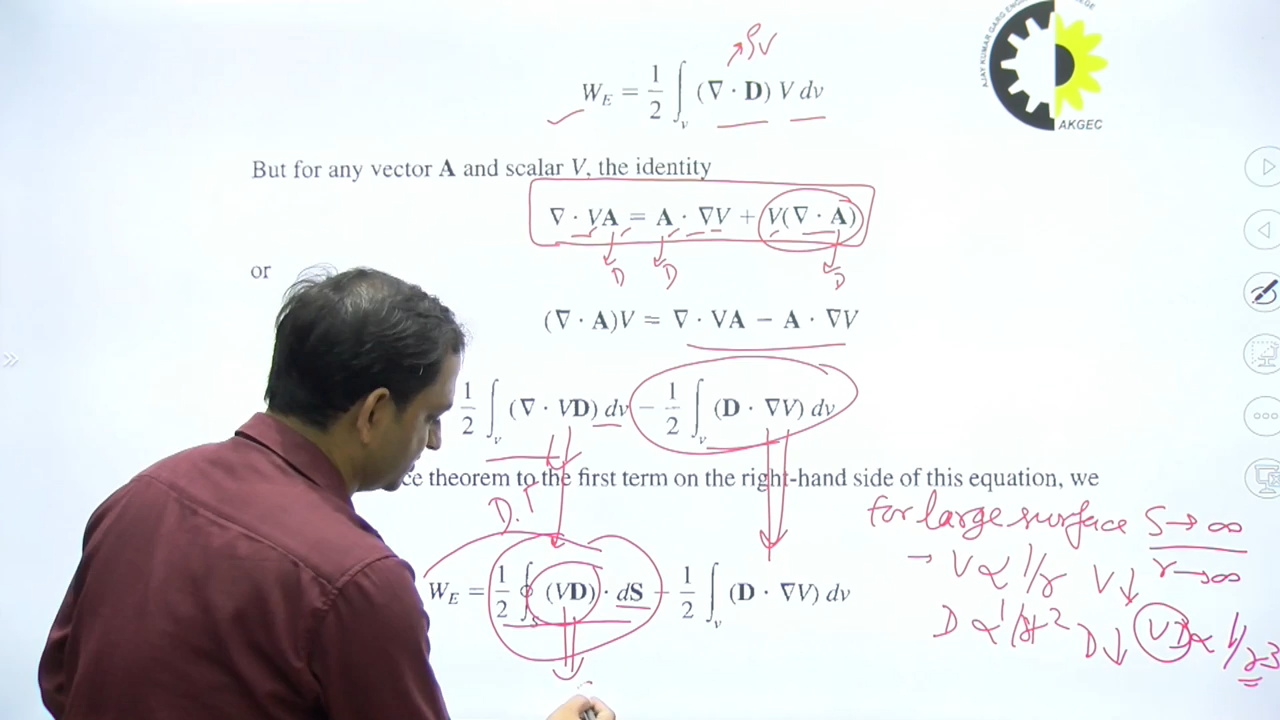 ρv
W_E = 1/2 ∫_v (∇ · D) V dv
AKGEC
But for any vector A and scalar V, the identity
∇ · VA = A · ∇V + V(∇ · A)
D D D
or
(∇ · A)V = ∇ · VA − A · ∇V
1/2 ∫_v (∇ · VD) dv − 1/2 ∫_v (D · ∇V) dv
theorem to the first term on the right-hand side of this equation, we
D.T
W_E = 1/2 ∮ (VD) · dS − 1/2 ∫_v (D · ∇V) dv
for large surface S→∞
→ V∝1/r V↓ r→∞
D∝1/r² D↓ VD∝1/r3